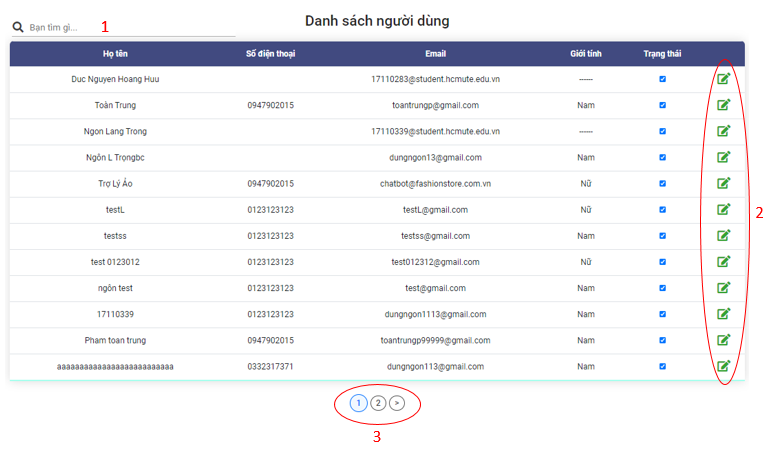 Danh sách người dùng
Bạn tìm gì... 1
Họ tên Số điện thoại Email Giới tính Trạng thái
Duc Nguyen Hoang Huu 17110283@student.hcmute.edu.vn ------
Toàn Trung 0947902015 toantrungp@gmail.com Nam
Ngon Lang Trong 17110339@student.hcmute.edu.vn ------
Ngôn L Trọngbc dungngon13@gmail.com Nam
Trợ Lý Ảo 0947902015 chatbot@fashionstore.com.vn Nữ
testL 0123123123 testL@gmail.com Nữ
2
testss 0123123123 testss@gmail.com Nam
test 0123012 0123123123 test012312@gmail.com Nữ
ngôn test 0123123123 test@gmail.com Nam
17110339 0123123123 dungngon1113@gmail.com Nam
Pham toan trung 0947902015 toantrungp99999@gmail.com Nam
aaaaaaaaaaaaaaaaaaaaaaaaaa 0332317371 dungngon113@gmail.com Nam
1 2 >
3